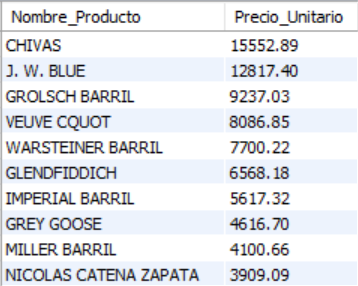 Nombre_Producto Precio_Unitario
CHIVAS 15552.89
J. W. BLUE 12817.40
GROLSCH BARRIL 9237.03
VEUVE CQUOT 8086.85
WARSTEINER BARRIL 7700.22
GLENDFIDDICH 6568.18
IMPERIAL BARRIL 5617.32
GREY GOOSE 4616.70
MILLER BARRIL 4100.66
NICOLAS CATENA ZAPATA 3909.09